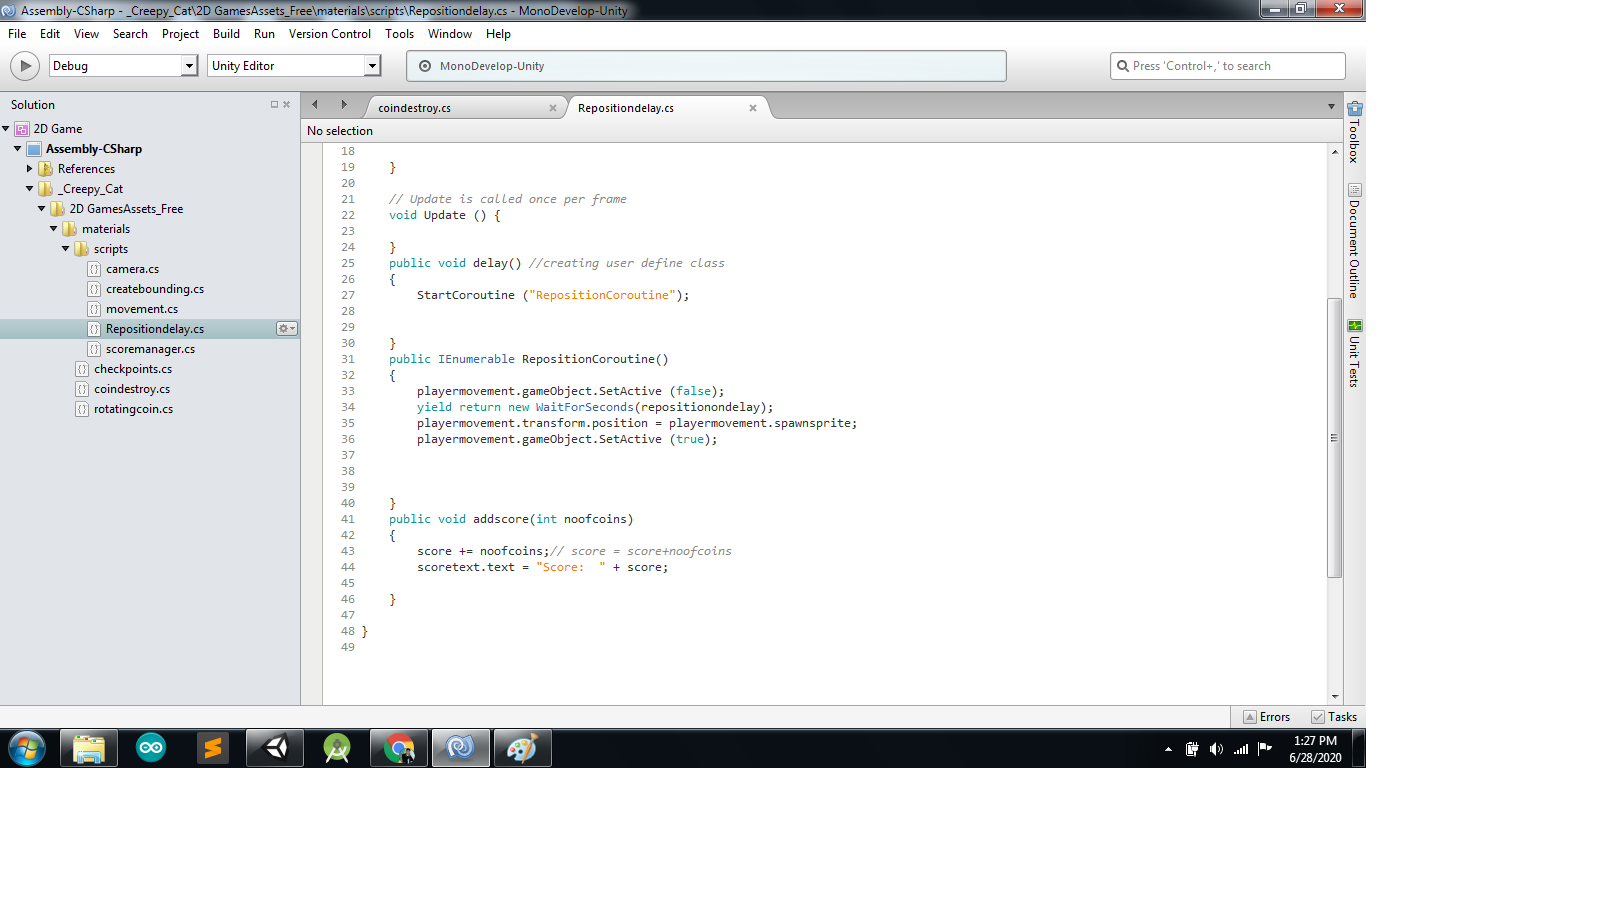 Assembly-CSharp - _Creepy_Cat\2D GamesAssets_Free\materials\scripts\Repositiondelay.cs - MonoDevelop-Unity
File Edit View Search Project Build Run Version Control Tools Window Help
Debug Unity Editor MonoDevelop-Unity Press 'Control+,' to search
Solution
2D Game
Assembly-CSharp
References
_Creepy_Cat
2D GamesAssets_Free
materials
scripts
camera.cs
createbounding.cs
movement.cs
Repositiondelay.cs
scoremanager.cs
checkpoints.cs
coindestroy.cs
rotatingcoin.cs
coindestroy.cs Repositiondelay.cs
No selection
18
19 }
20
21 // Update is called once per frame
22 void Update () {
23
24 }
25 public void delay() //creating user define class
26 {
27 StartCoroutine ("RepositionCoroutine");
28
29
30 }
31 public IEnumerable RepositionCoroutine()
32 {
33 playermovement.gameObject.SetActive (false);
34 yield return new WaitForSeconds(repositionondelay);
35 playermovement.transform.position = playermovement.spawnsprite;
36 playermovement.gameObject.SetActive (true);
37
38
39
40 }
41 public void addscore(int noofcoins)
42 {
43 score += noofcoins;// score = score+noofcoins
44 scoretext.text = "Score:  " + score;
45
46 }
47
48 }
49
Toolbox
Document Outline
Unit Tests
Errors Tasks
1:27 PM
6/28/2020